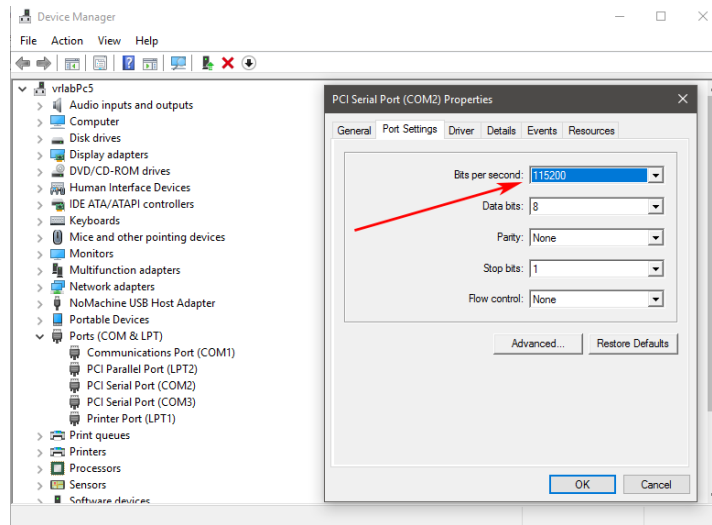 Device Manager
File Action View Help
vrlabPc5
Audio inputs and outputs
Computer
Disk drives
Display adapters
DVD/CD-ROM drives
Human Interface Devices
IDE ATA/ATAPI controllers
Keyboards
Mice and other pointing devices
Monitors
Multifunction adapters
Network adapters
NoMachine USB Host Adapter
Portable Devices
Ports (COM & LPT)
Communications Port (COM1)
PCI Parallel Port (LPT2)
PCI Serial Port (COM2)
PCI Serial Port (COM3)
Printer Port (LPT1)
Print queues
Printers
Processors
Sensors
Software devices
PCI Serial Port (COM2) Properties
General Port Settings Driver Details Events Resources
Bits per second: 115200
Data bits: 8
Parity: None
Stop bits: 1
Flow control: None
Advanced... Restore Defaults
OK Cancel